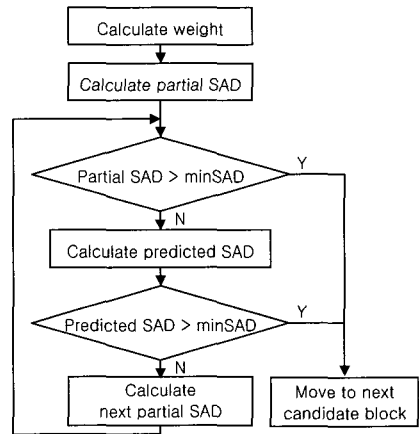 Calculate weight
Calculate partial SAD
Partial SAD > minSAD
Y
N
Calculate predicted SAD
Predicted SAD > minSAD
Y
N
Calculate
next partial SAD
Move to next
candidate block